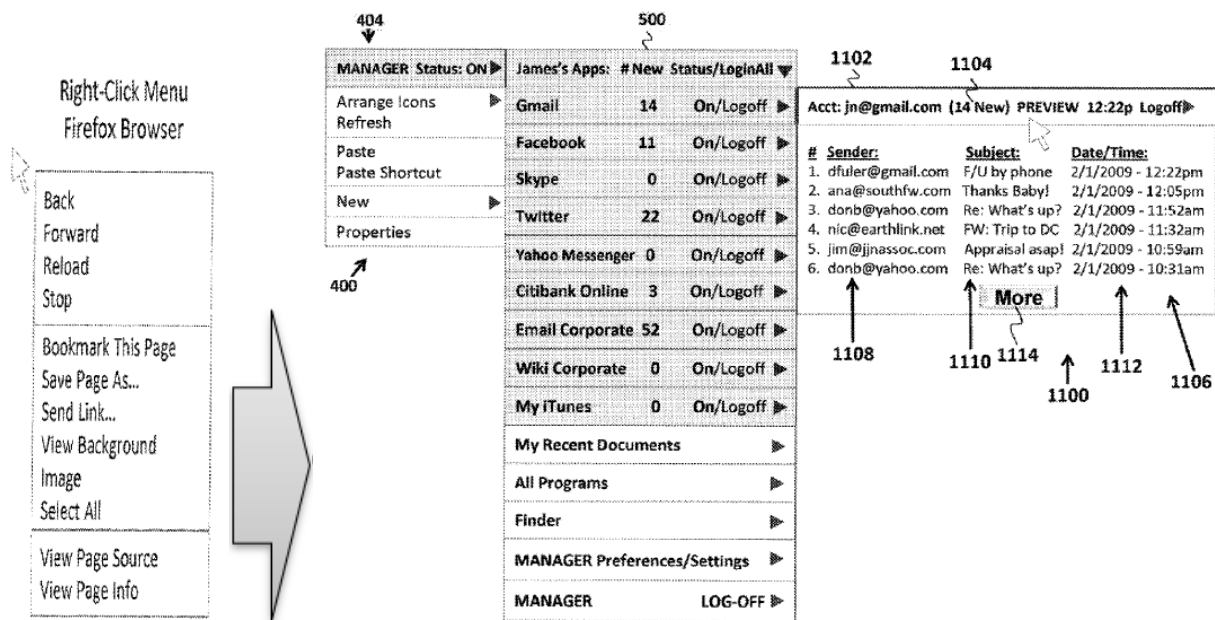 Right-Click Menu
Firefox Browser
Back
Forward
Reload
Stop
Bookmark This Page
Save Page As...
Send Link...
View Background
Image
Select All
View Page Source
View Page Info
404
MANAGER Status: ON
Arrange Icons
Refresh
Paste
Paste Shortcut
New
Properties
400
500
James's Apps: # New Status/LoginAll
Gmail 14 On/Logoff
Facebook 11 On/Logoff
Skype 0 On/Logoff
Twitter 22 On/Logoff
Yahoo Messenger 0 On/Logoff
Citibank Online 3 On/Logoff
Email Corporate 52 On/Logoff
Wiki Corporate 0 On/Logoff
My iTunes 0 On/Logoff
My Recent Documents
All Programs
Finder
MANAGER Preferences/Settings
MANAGER LOG-OFF
1102
1104
Acct: jn@gmail.com (14 New) PREVIEW 12:22p Logoff
# Sender: Subject: Date/Time:
1. dfuler@gmail.com F/U by phone 2/1/2009 - 12:22pm
2. ana@southfw.com Thanks Baby! 2/1/2009 - 12:05pm
3. donb@yahoo.com Re: What's up? 2/1/2009 - 11:52am
4. nic@earthlink.net FW: Trip to DC 2/1/2009 - 11:32am
5. jim@jjnassoc.com Appraisal asap! 2/1/2009 - 10:59am
6. donb@yahoo.com Re: What's up? 2/1/2009 - 10:31am
More
1108
1110
1114
1100
1112
1106